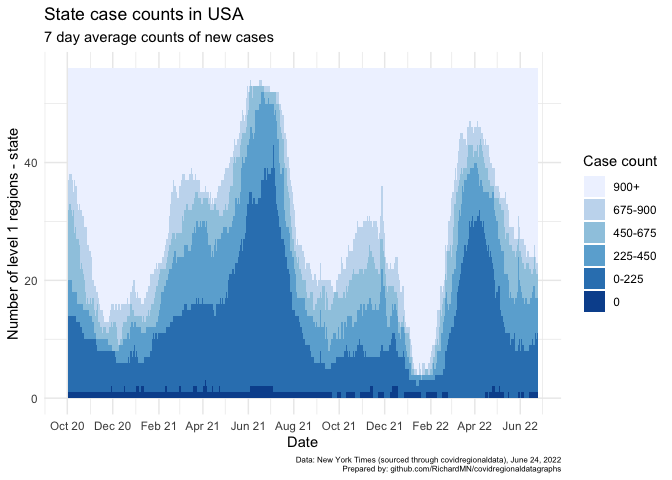 State case counts in USA
7 day average counts of new cases
Number of level 1 regions - state
40
20
0
Oct 20 Dec 20 Feb 21 Apr 21 Jun 21 Aug 21 Oct 21 Dec 21 Feb 22 Apr 22 Jun 22
Date
Case count
900+
675-900
450-675
225-450
0-225
0
Data: New York Times (sourced through covidregionaldata), June 24, 2022
Prepared by: github.com/RichardMN/covidregionaldatagraphs